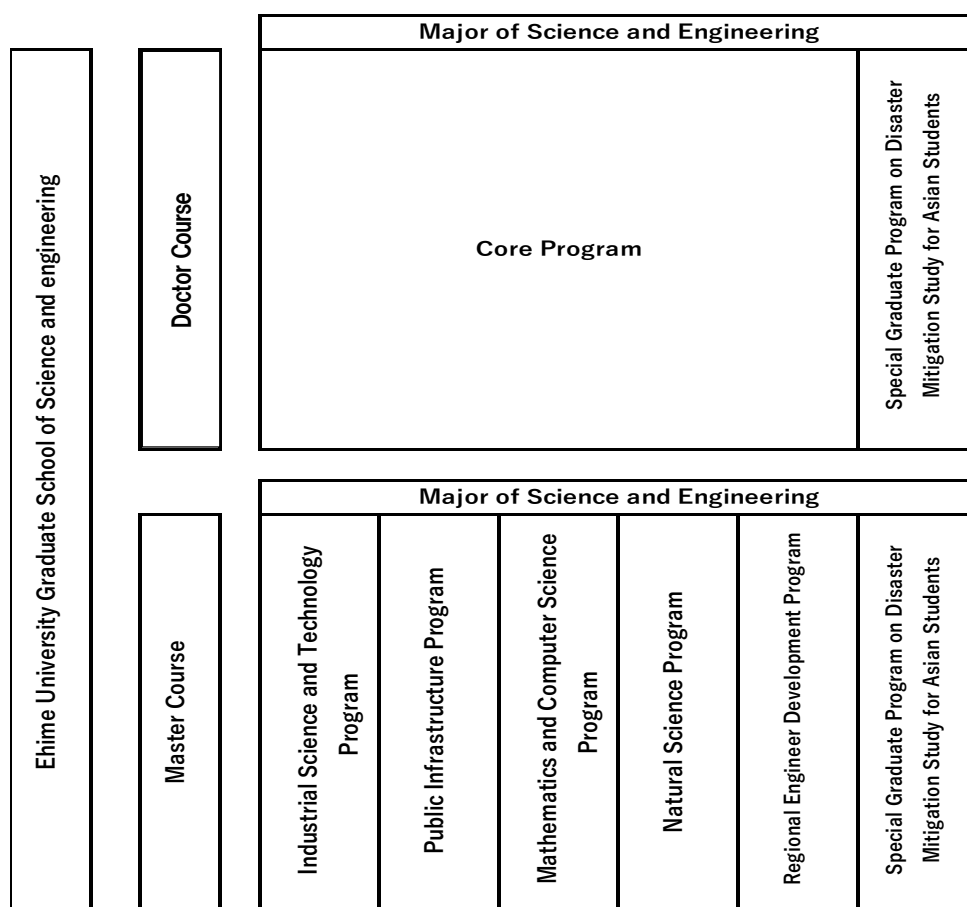 Ehime University Graduate School of Science and engineering
Doctor Course
Major of Science and Engineering
Core Program
Special Graduate Program on Disaster
Mitigation Study for Asian Students
Master Course
Major of Science and Engineering
Industrial Science and Technology
Program
Public Infrastructure Program
Mathematics and Computer Science
Program
Natural Science Program
Regional Engineer Development Program
Special Graduate Program on Disaster
Mitigation Study for Asian Students